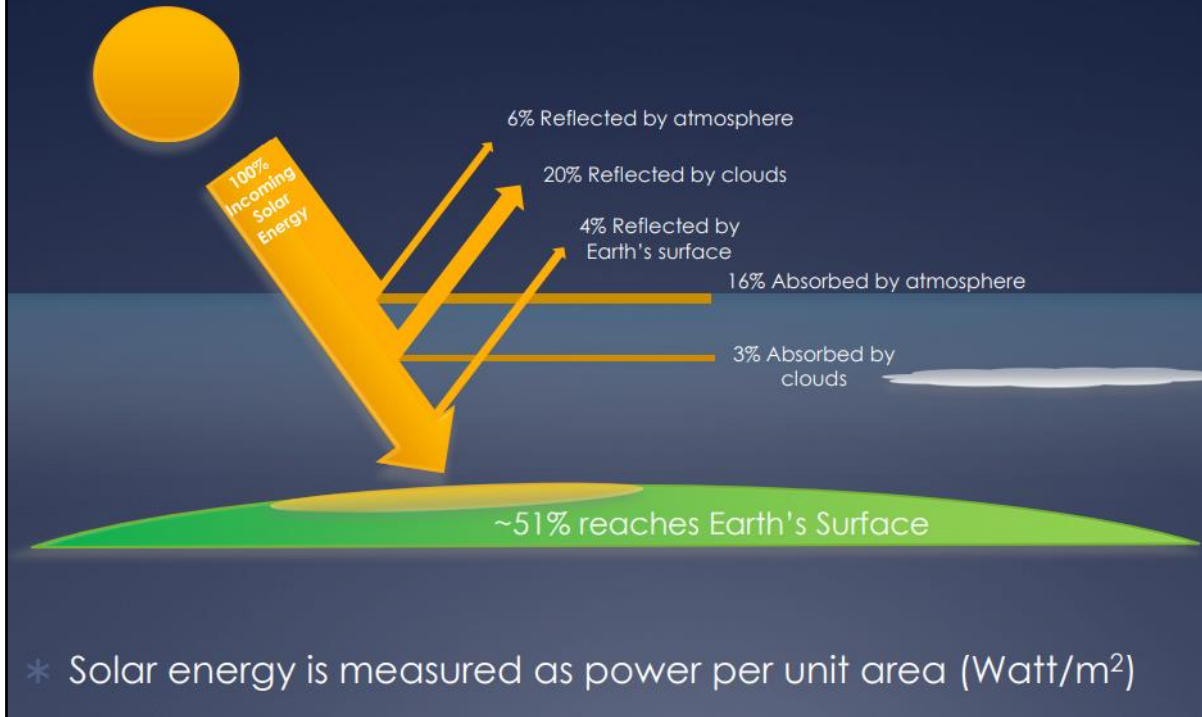 100%
Incoming
Solar
Energy
6% Reflected by atmosphere
20% Reflected by clouds
4% Reflected by
Earth’s surface
16% Absorbed by atmosphere
3% Absorbed by
clouds
~51% reaches Earth’s Surface
* Solar energy is measured as power per unit area (Watt/m²)